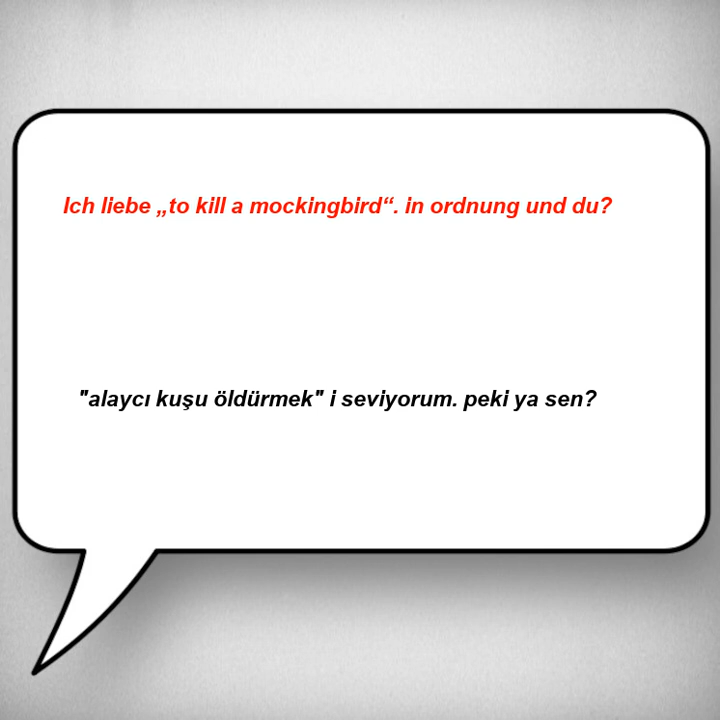 Ich liebe „to kill a mockingbird“. in ordnung und du?
"alaycı kuşu öldürmek" i seviyorum. peki ya sen?